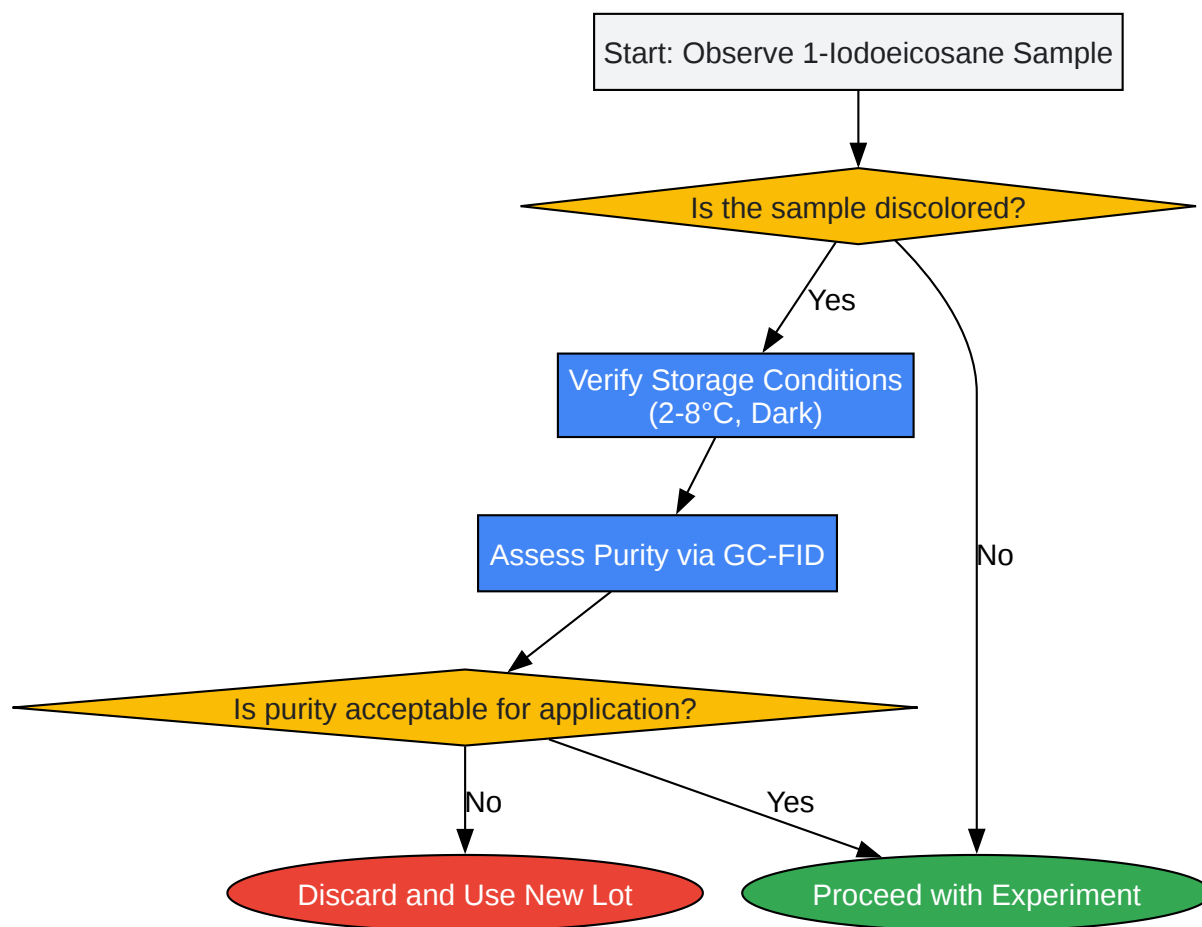 Start: Observe 1-Iodoeicosane Sample
Is the sample discolored?
Yes
Verify Storage Conditions
(2-8°C, Dark)
Assess Purity via GC-FID
No
Is purity acceptable for application?
No
Yes
Discard and Use New Lot
Proceed with Experiment